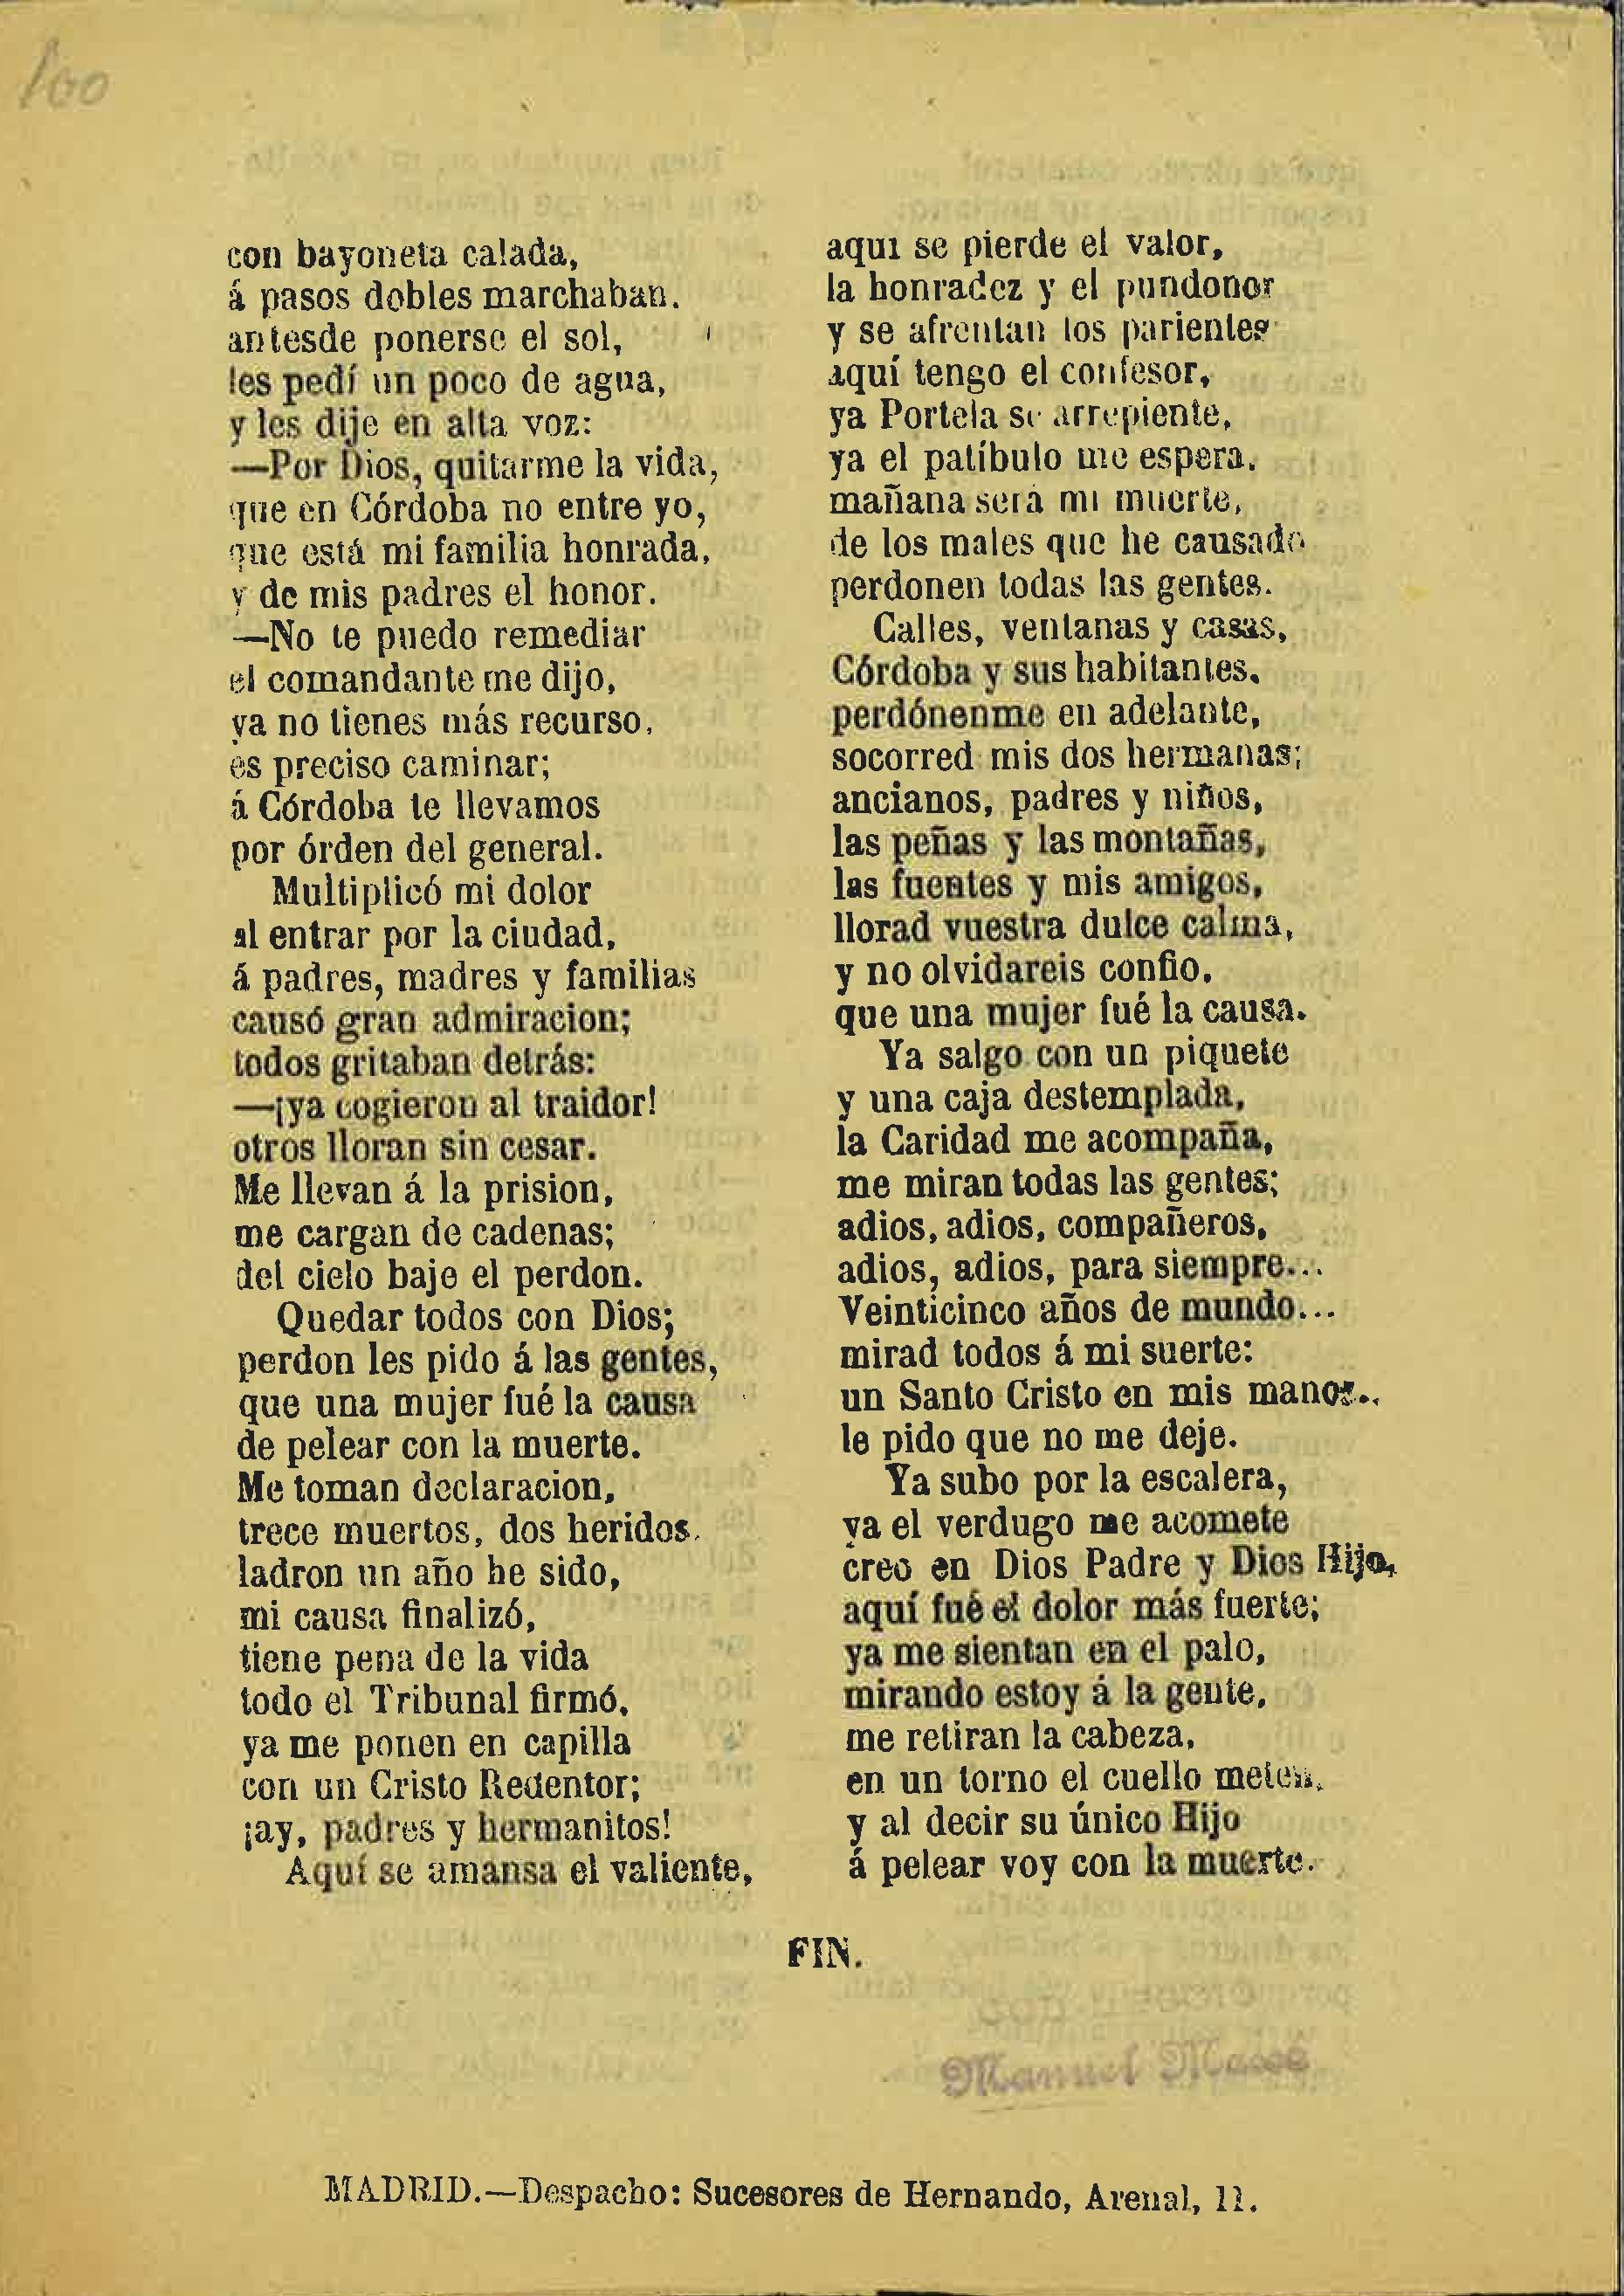 100
con bayoneta calada,
á pasos dobles marchaban.
antesde ponerse el sol,
les pedí un poco de agua,
y les dije en alta voz:
—Por Dios, quitarme la vida,
que en Córdoba no entre yo,
que está mi familia honrada,
y de mis padres el honor.
—No te puedo remediar
el comandante me dijo,
ya no tienes más recurso,
es preciso caminar;
á Córdoba te llevamos
por órden del general.
Multiplicó mi dolor
al entrar por la ciudad,
á padres, madres y familias
causó gran admiracion;
todos gritaban detrás:
—¡ya cogieron al traidor!
otros lloran sin cesar.
Me llevan á la prision,
me cargan de cadenas;
del cielo baje el perdon.
Quedar todos con Dios;
perdon les pido á las gentes,
que una mujer fué la causa
de pelear con la muerte.
Me toman declaracion,
trece muertos, dos heridos,
ladron un año he sido,
mi causa finalizó,
tiene pena de la vida
todo el Tribunal firmó,
ya me ponen en capilla
con un Cristo Redentor;
¡ay, padres y hermanitos!
Aquí se amansa el valiente,
aquí se pierde el valor,
la honradez y el pundonor
y se afrentan los parientes
aquí tengo el confesor,
ya Portela se arrepiente,
ya el patíbulo me espera,
mañana será mi muerte,
de los males que he causado
perdonen todas las gentes.
Calles, ventanas y casas,
Córdoba y sus habitantes,
perdónenme en adelante,
socorred mis dos hermanas;
ancianos, padres y niños,
las peñas y las montañas,
las fuentes y mis amigos,
llorad vuestra dulce calma,
y no olvidareis confio,
que una mujer fué la causa.
Ya salgo con un piquete
y una caja destemplada,
la Caridad me acompaña,
me miran todas las gentes;
adios, adios, compañeros,
adios, adios, para siempre...
Veinticinco años de mundo...
mirad todos á mi suerte:
un Santo Cristo en mis manos..
le pido que no me deje.
Ya subo por la escalera,
ya el verdugo me acomete
creo en Dios Padre y Dios Hijo,
aquí fué el dolor más fuerte;
ya me sientan en el palo,
mirando estoy á la gente,
me retiran la cabeza,
en un torno el cuello meten,
y al decir su único Hijo
á pelear voy con la muerte.
FIN.
Manuel
MADRID.—Despacho: Sucesores de Hernando, Arenal, 11.